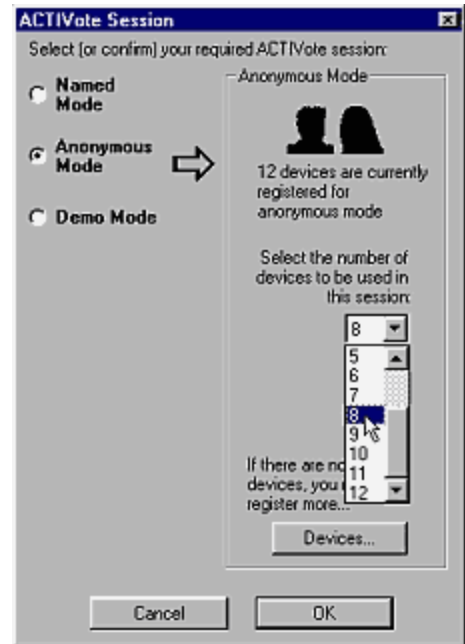 ACTIVote Session
Select (or confirm) your required ACTIVote session:
Named
Mode
Anonymous
Mode
Demo Mode
Anonymous Mode
12 devices are currently
registered for
anonymous mode
Select the number of
devices to be used in
this session:
8
5
6
7
8
9
10
11
12
If there are no
devices, you
register more...
Devices...
Cancel
OK